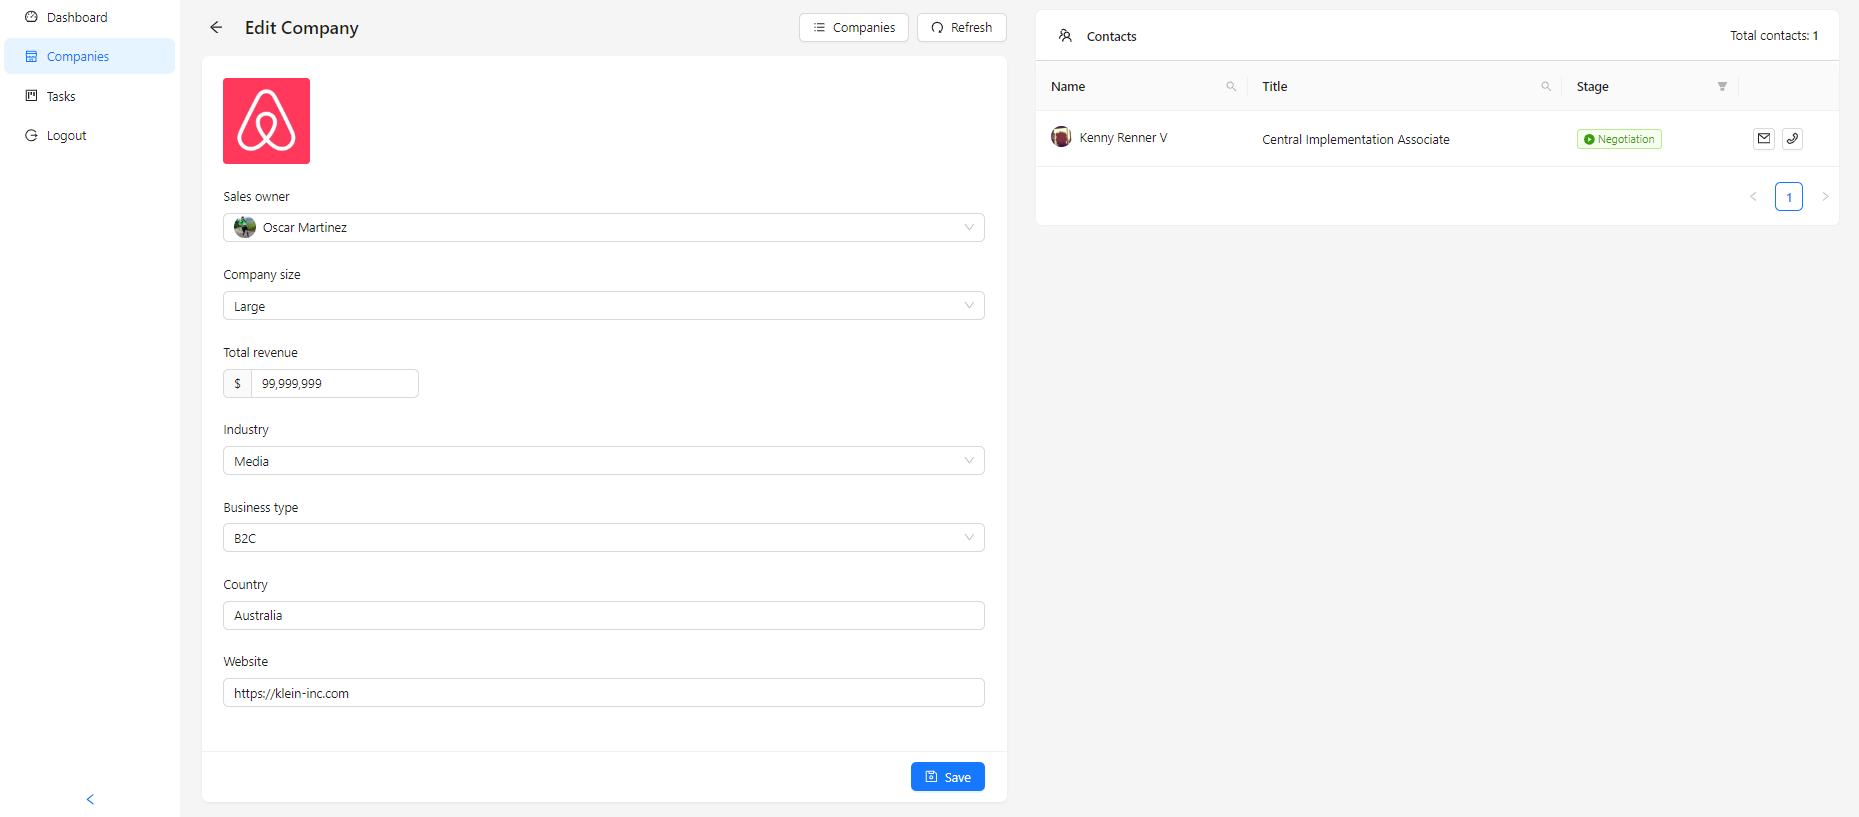 Dashboard
Companies
Tasks
Logout
Edit Company
Companies
Refresh
Sales owner
Oscar Martinez
Company size
Large
Total revenue
$ 99,999,999
Industry
Media
Business type
B2C
Country
Australia
Website
https://klein-inc.com
Save
Contacts
Total contacts: 1
Name Title Stage
Kenny Renner V Central Implementation Associate Negotiation
1